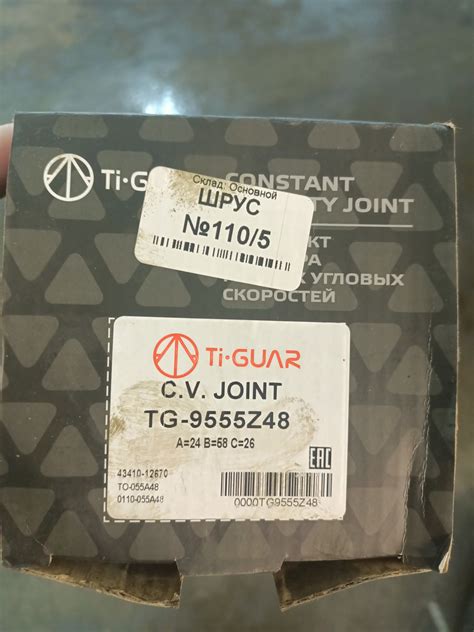 Ti·GUAR
CONSTANT
TY JOINT
КТ
РА
Х УГЛОВЫХ
СКОРОСТЕЙ
Склад: Основной
ШРУС
№110/5
Ti·GUAR
C.V. JOINT
TG-9555Z48
A=24 B=58 C=26
43410-12670
TO-055A48
0110-055A48
0000TG9555Z48
EAC